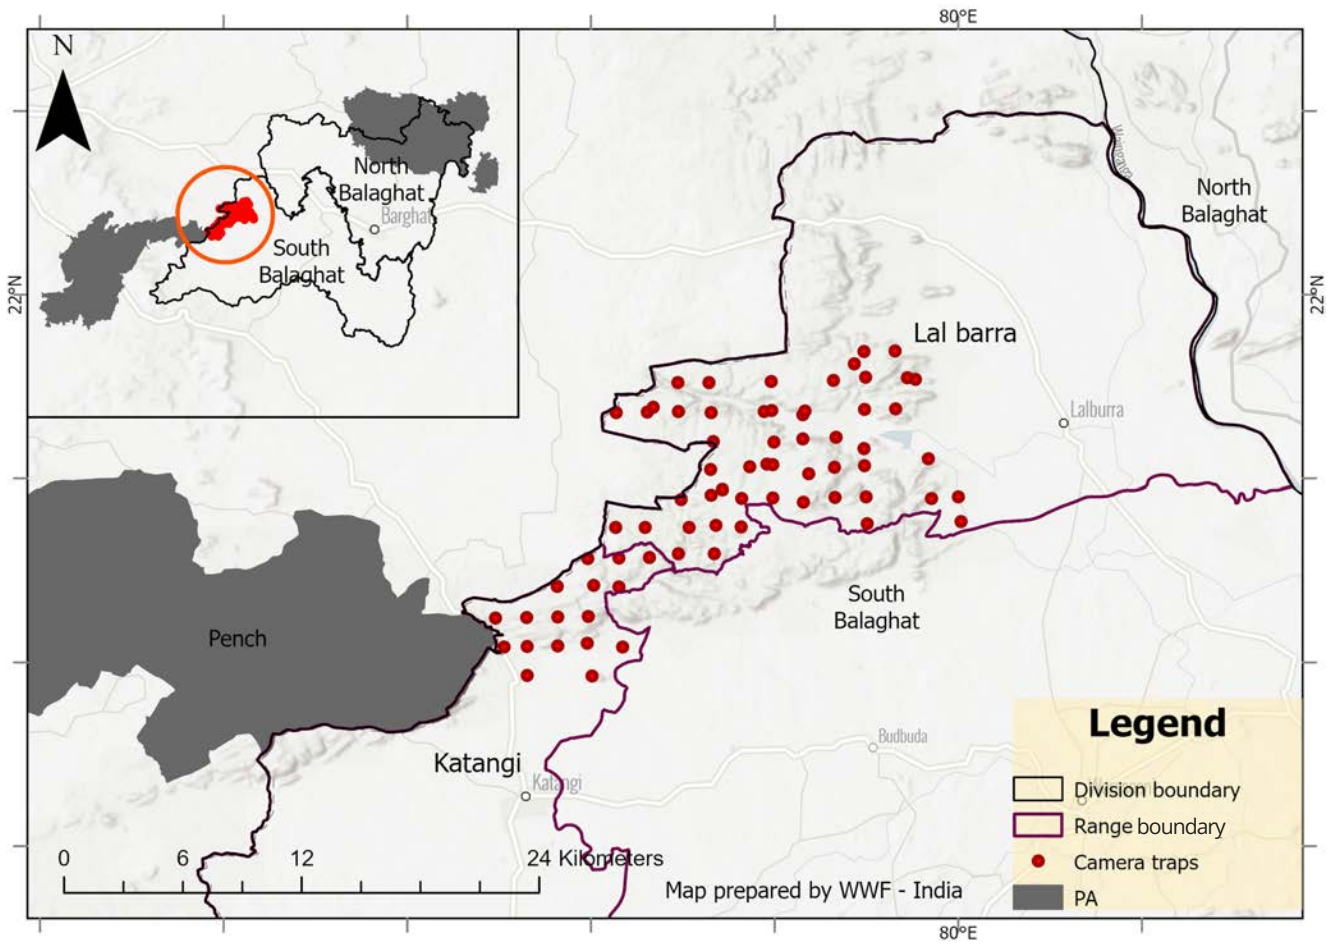 80°E
N
North
Balaghat
Barghat
South
Balaghat
22°N
22°N
North
Balaghat
Lal barra
Lalburra
South
Balaghat
Pench
Katangi
Katangi
Budbuda
Legend
Division boundary
Range boundary
Camera traps
PA
0 6 12 24 Kilometers
Map prepared by WWF - India
80°E